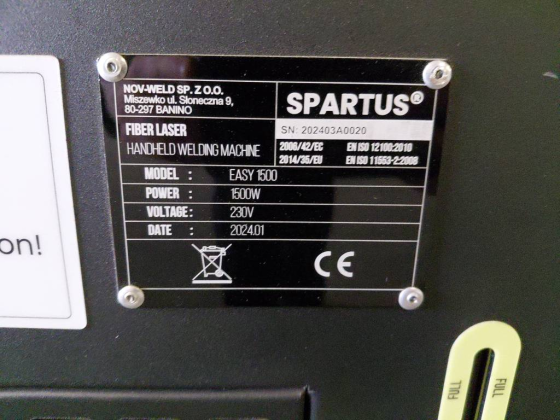 NOV-WELD SP. Z O.O.
Miszewko ul. Słoneczna 9,
80-297 BANINO
SPARTUS®
FIBER LASER
HANDHELD WELDING MACHINE
SN: 202403A0020
2006/42/EC EN ISO 12100:2010
2014/35/EU EN ISO 11553-2:2008
MODEL : EASY 1500
POWER : 1500W
VOLTAGE : 230V
DATE : 2024.01
CE
on!
FULL
FULL